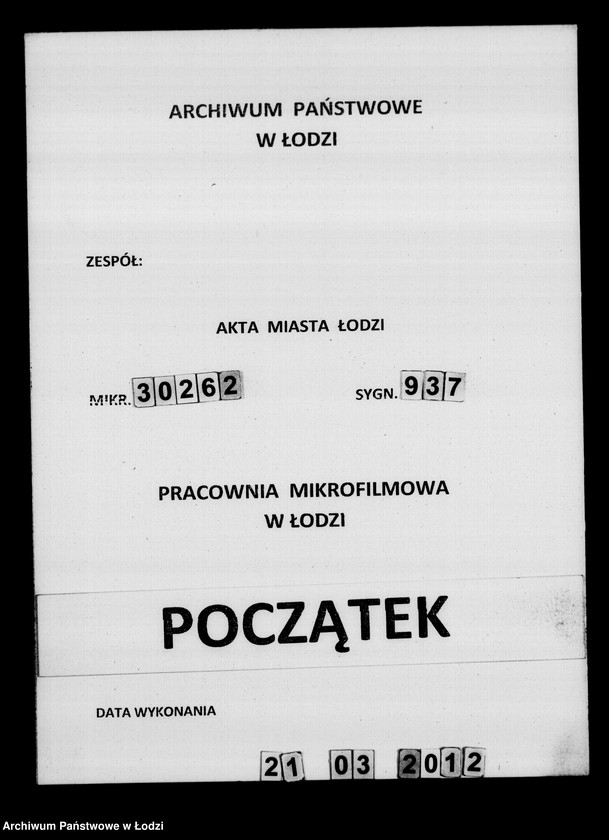 ARCHIWUM PAŃSTWOWE
W ŁODZI
ZESPÓŁ:
AKTA MIASTA ŁODZI
MIKR. 30262 SYGN. 937
PRACOWNIA MIKROFILMOWA
W ŁODZI
POCZĄTEK
DATA WYKONANIA
21 03 2012
Archiwum Państwowe w Łodzi